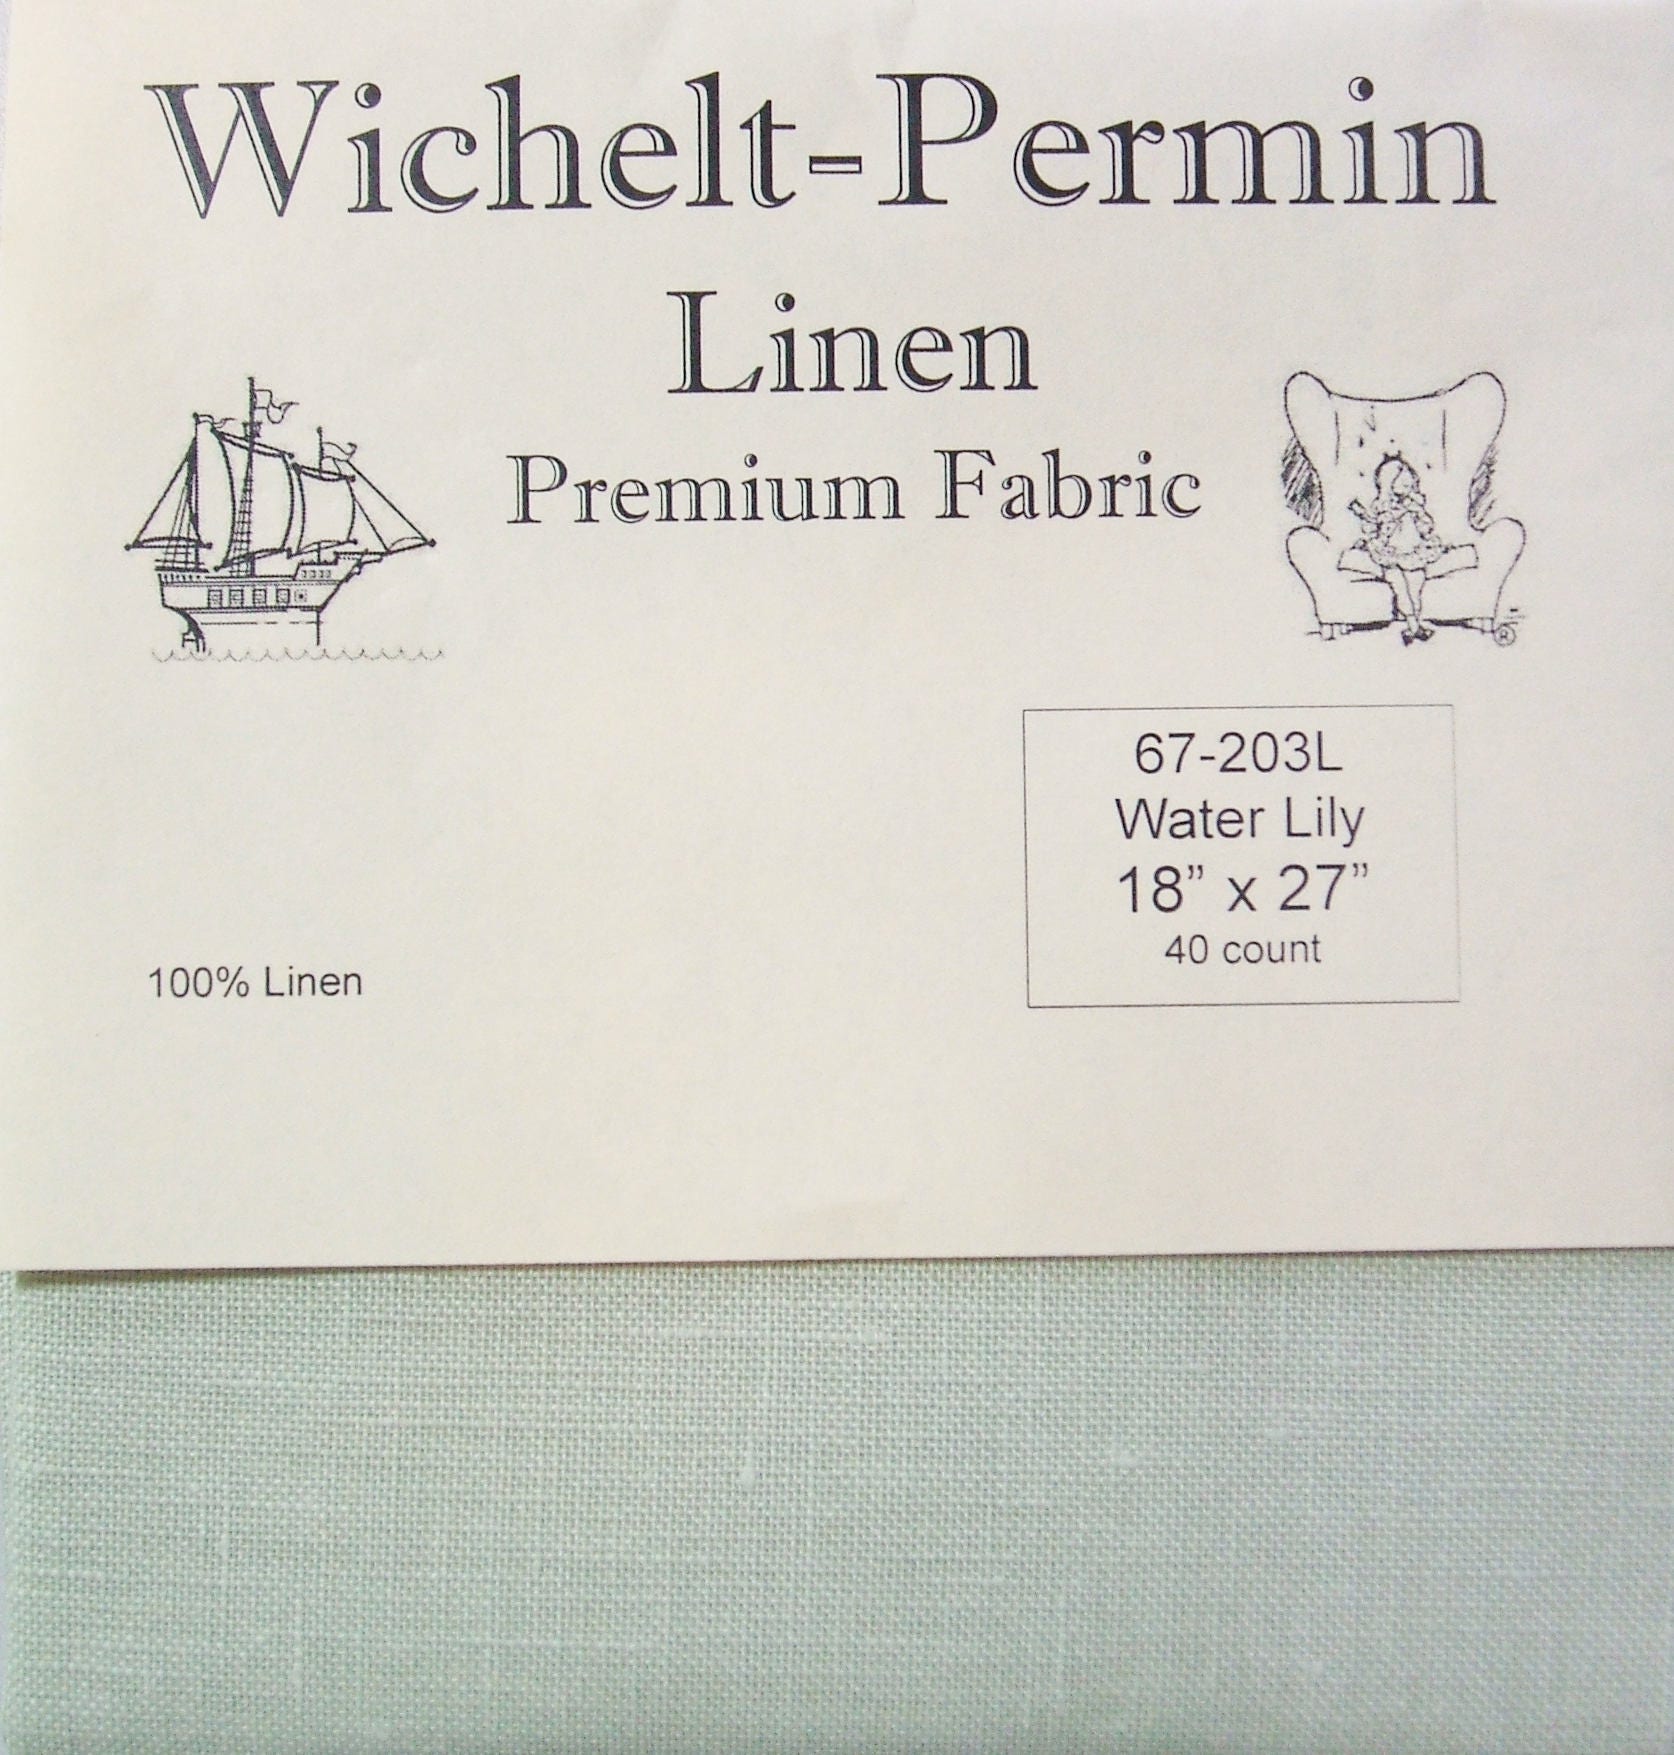 Wichelt-Permin
Linen
Premium Fabric
67-203L
Water Lily
18” x 27”
40 count
100% Linen
®